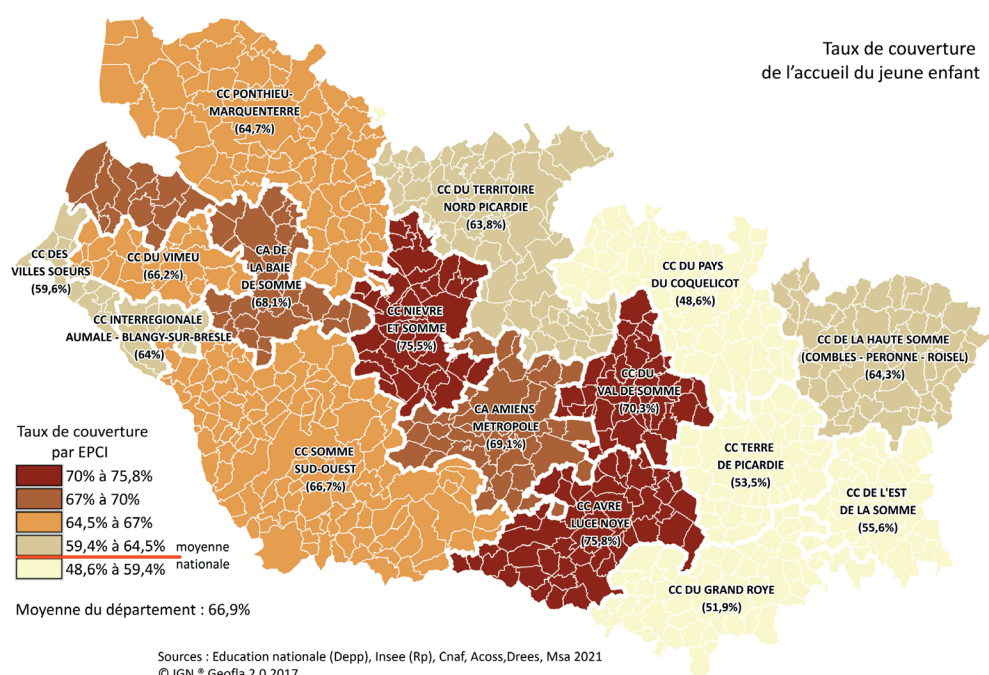 Taux de couverture
de l'accueil du jeune enfant
CC PONTHIEU-
MARQUENTERRE
(64,7%)
CC DU TERRITOIRE
NORD PICARDIE
(63,8%)
CC DES
VILLES SOEURS
(59,6%)
CC DU VIMEU
(66,2%)
CA DE
LA BAIE
DE SOMME
(68,1%)
CC DU PAYS
DU COQUELICOT
(48,6%)
CC INTERREGIONALE
AUMALE - BLANGY-SUR-BRESLE
(64%)
CC NIEVRE
ET SOMME
(75,5%)
CC DE LA HAUTE SOMME
(COMBLES - PERONNE - ROISEL)
(64,3%)
CC DU
VAL DE SOMME
(70,3%)
CA AMIENS
METROPOLE
(69,1%)
CC SOMME
SUD-OUEST
(66,7%)
CC TERRE
DE PICARDIE
(53,5%)
CC DE L'EST
DE LA SOMME
(55,6%)
CC AVRE
LUCE NOYE
(75,8%)
CC DU GRAND ROYE
(51,9%)
Taux de couverture
par EPCI
70% à 75,8%
67% à 70%
64,5% à 67%
59,4% à 64,5%
moyenne
nationale
48,6% à 59,4%
Moyenne du département : 66,9%
Sources : Education nationale (Depp), Insee (Rp), Cnaf, Acoss,Drees, Msa 2021
© IGN ® Geofla 2.0 2017